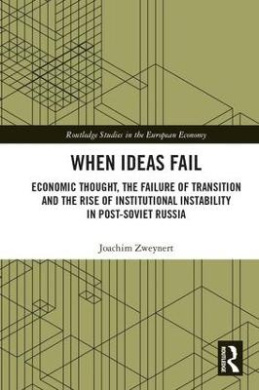 Routledge Studies in the European Economy
WHEN IDEAS FAIL
ECONOMIC THOUGHT, THE FAILURE OF TRANSITION
AND THE RISE OF INSTITUTIONAL INSTABILITY
IN POST-SOVIET RUSSIA
Joachim Zweynert
R